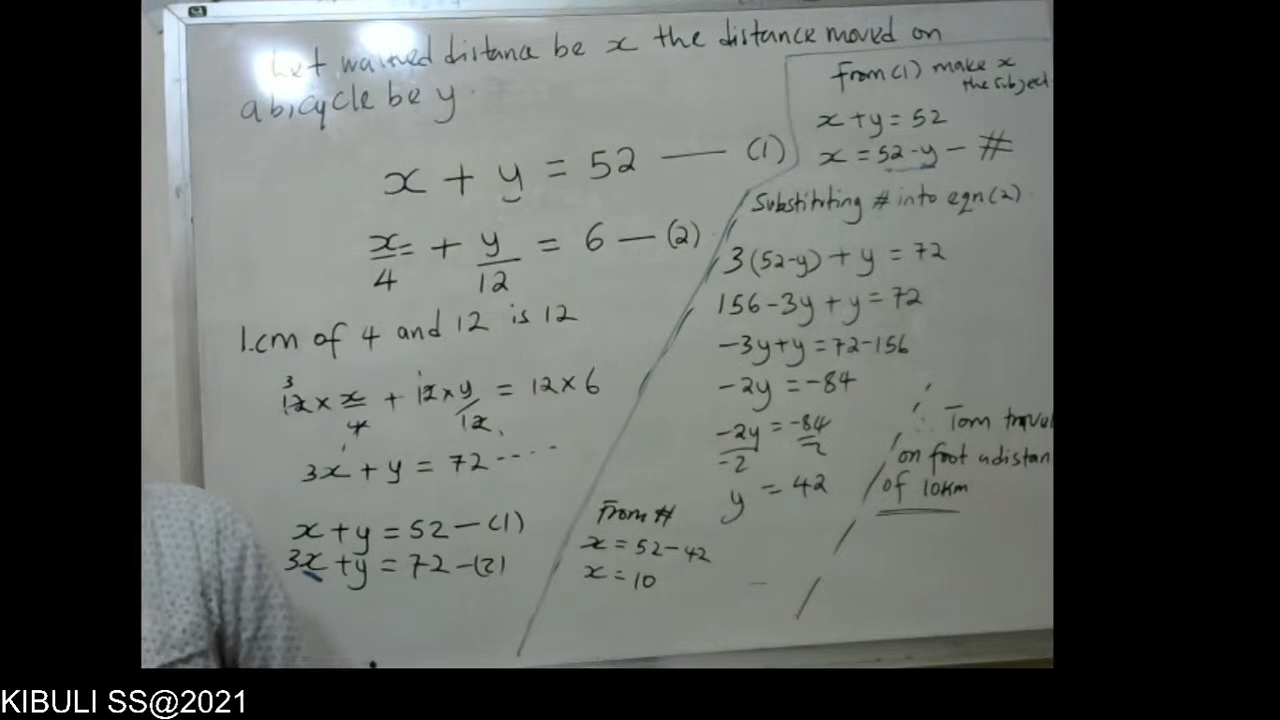 Let walked distance be x the distance moved on
a bicycle be y.
x + y = 52 — (1)
x/4 + y/12 = 6 — (2)
l.cm of 4 and 12 is 12
3
12 × x/4 + 12 × y/12 = 12 × 6
3x + y = 72 ----
x + y = 52 — (1)
3x + y = 72 — (2)
From (1) make x
the subject
x + y = 52
x = 52 - y — #
Substituting # into eqn (2)
3(52-y) + y = 72
156 - 3y + y = 72
-3y + y = 72 - 156
-2y = -84
-2y/-2 = -84/-2
y = 42
From #
x = 52 - 42
x = 10
∴ Tom travel
on foot a distan
of 10km
KIBULI SS@2021